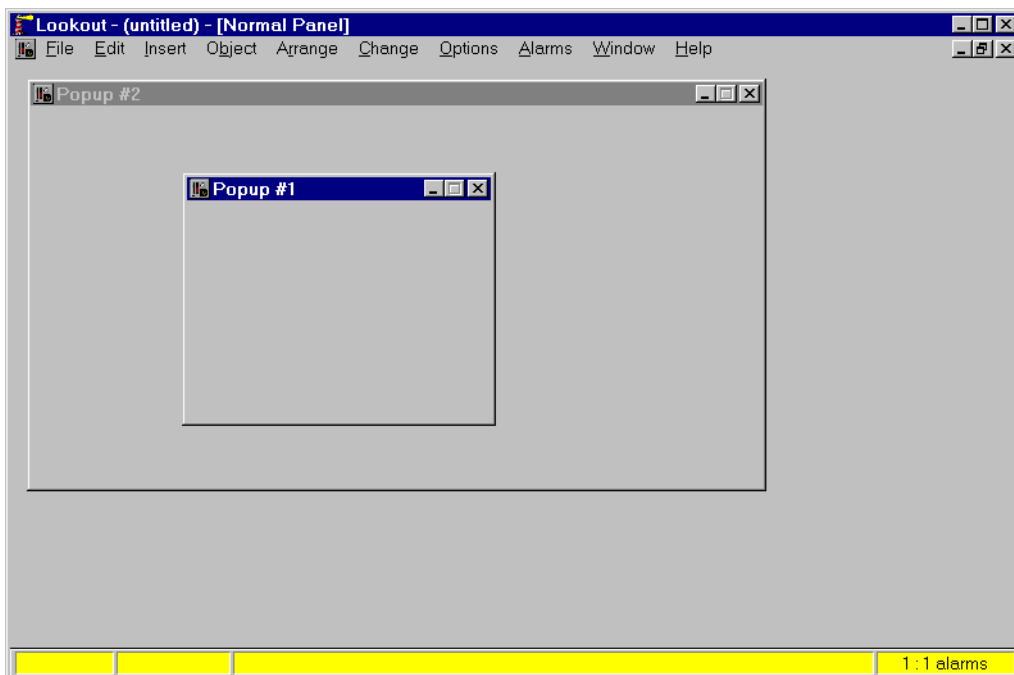 Lookout - (untitled) - [Normal Panel]
File Edit Insert Object Arrange Change Options Alarms Window Help
Popup #2
Popup #1
1 : 1 alarms